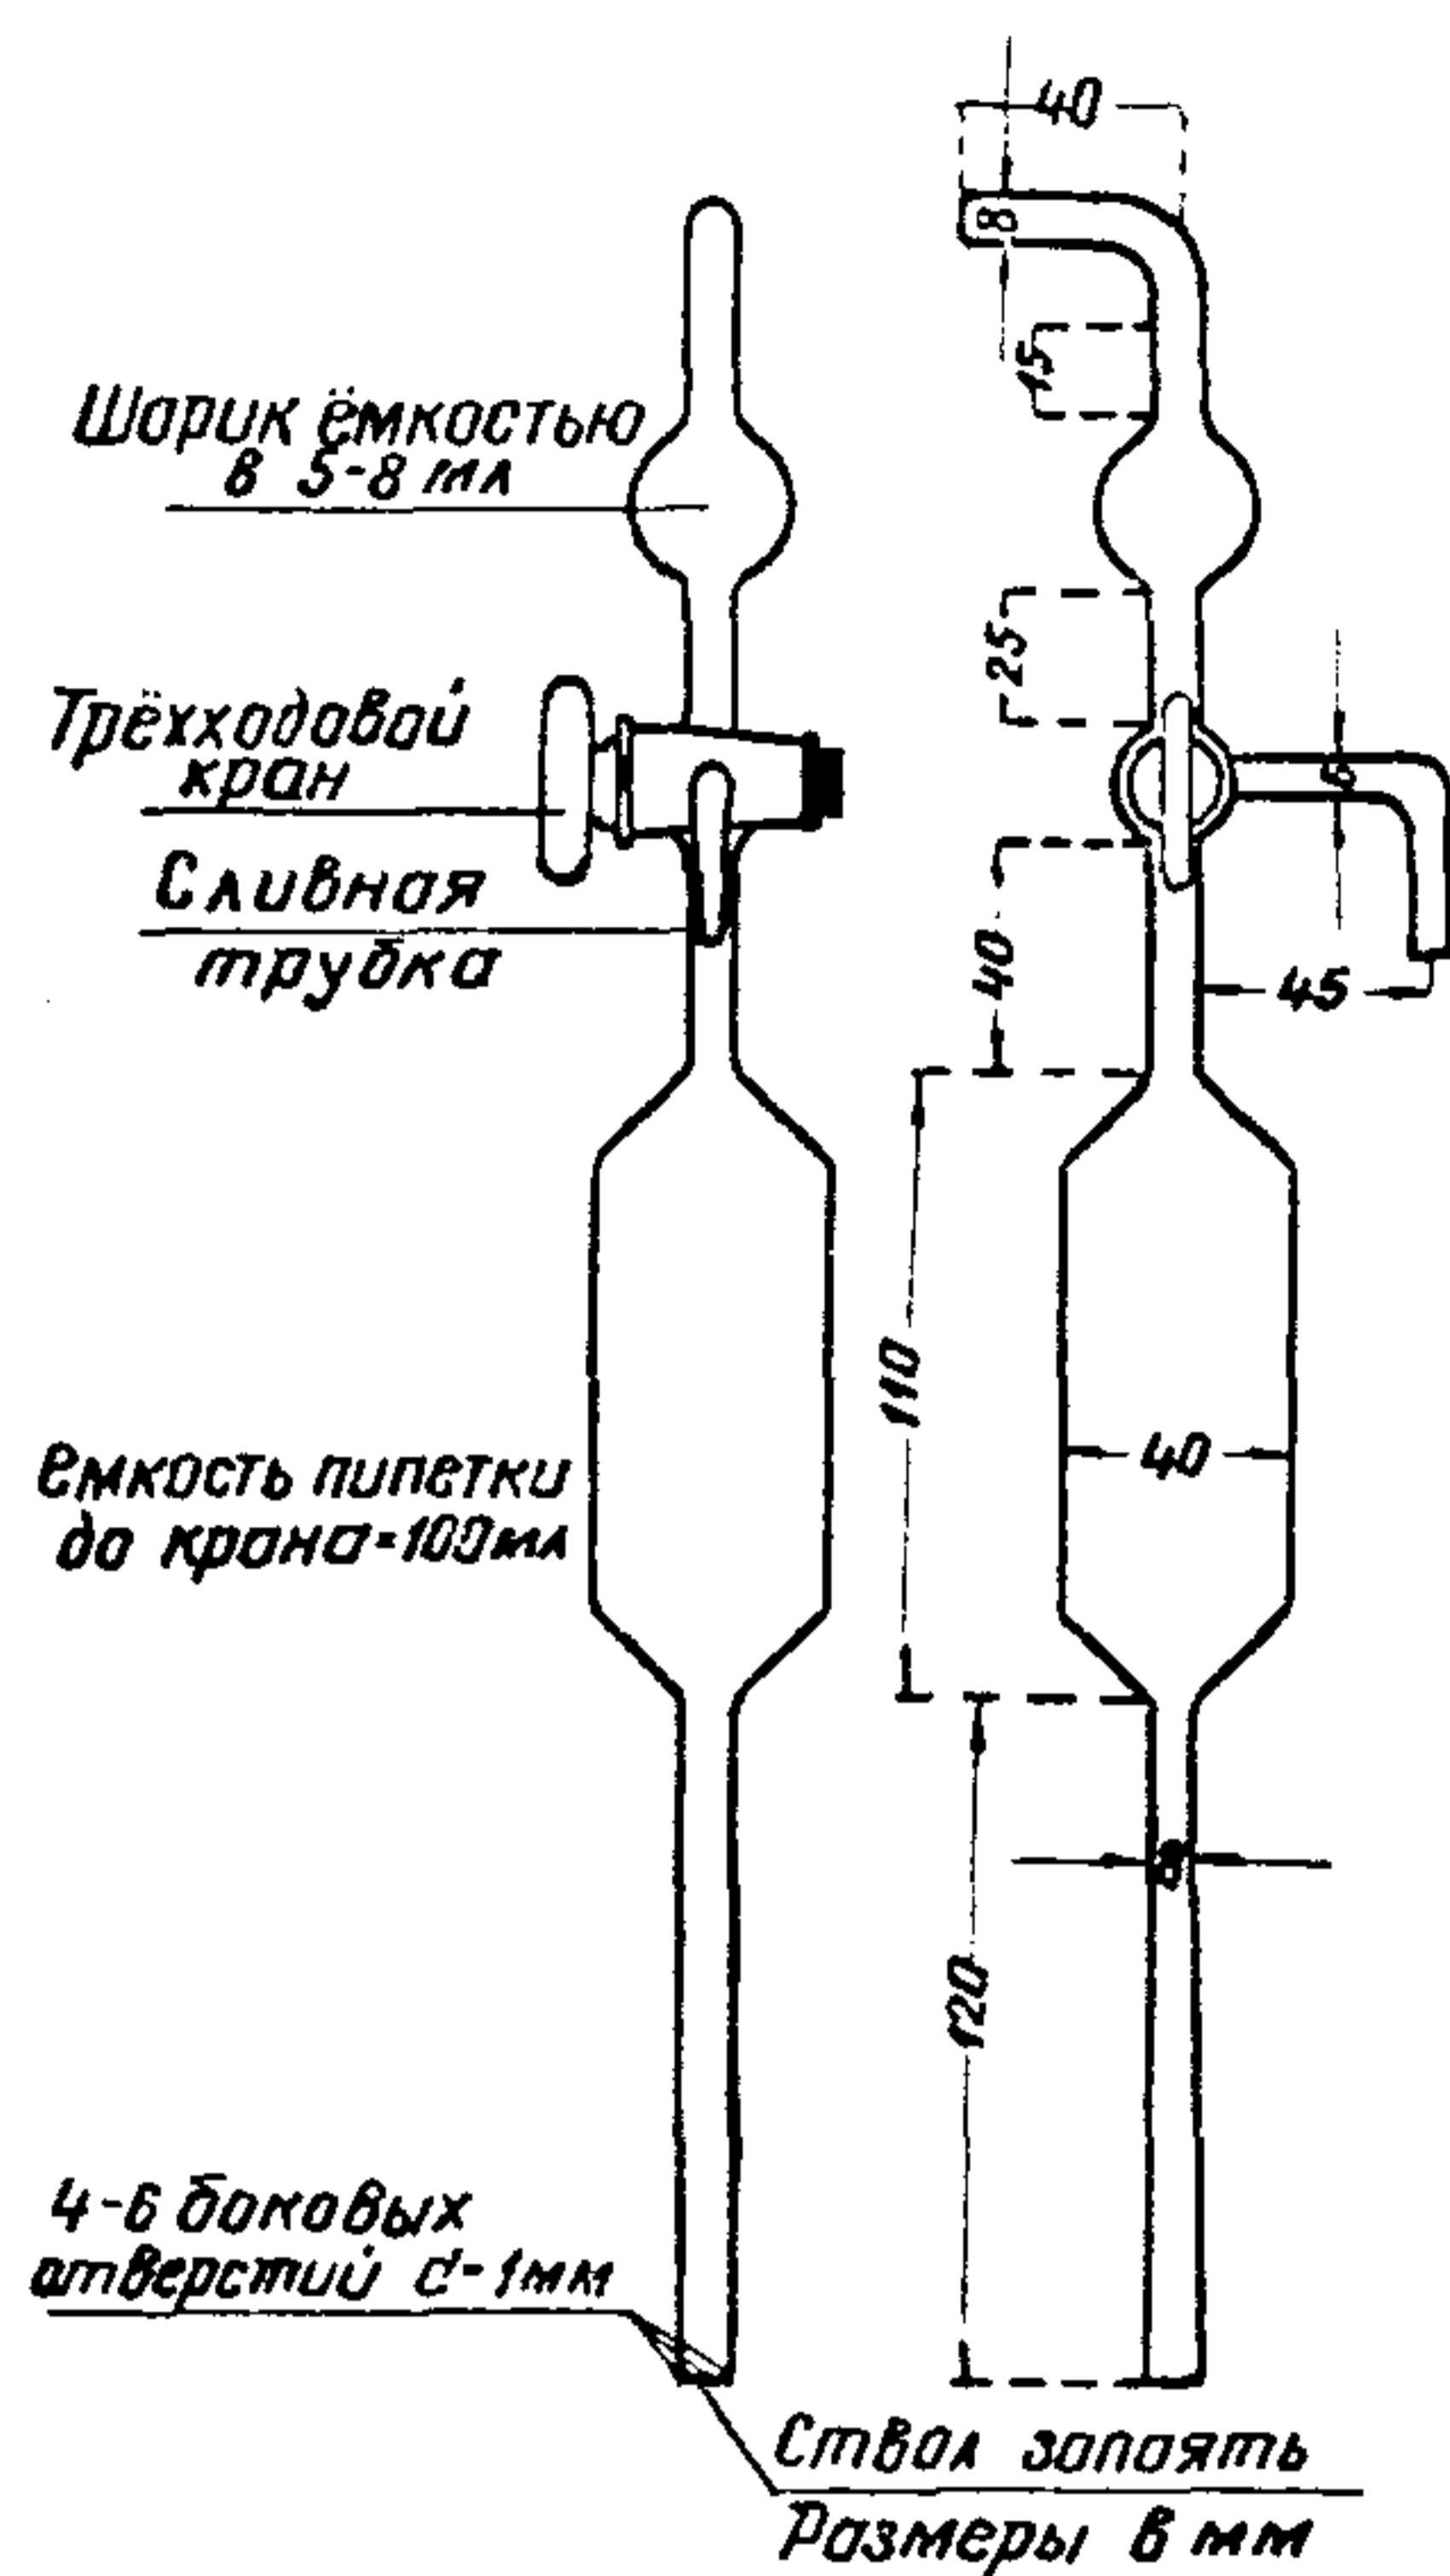 Шарик ёмкостью
в 5-8 мл
Трёхходовой
кран
Сливная
трубка
емкость пипетки
до крана=100мл
4-6 боковых
отверстий d-1мм
Ствол запаять
Размеры в мм
40
8
15
25
40
45
110
40
8
120